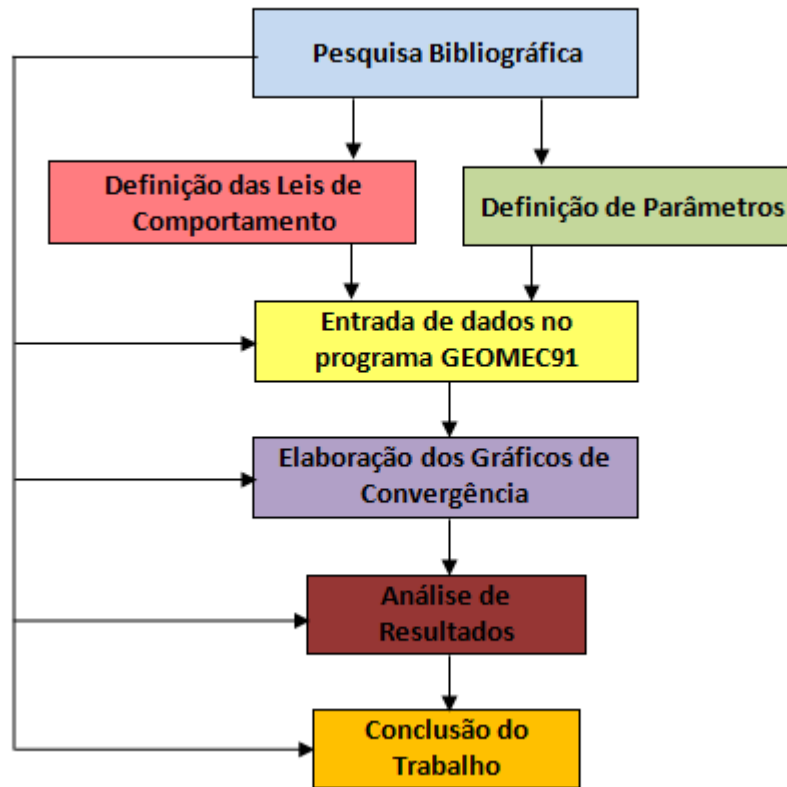 Pesquisa Bibliográfica
Definição das Leis de
Comportamento
Definição de Parâmetros
Entrada de dados no
programa GEOMEC91
Elaboração dos Gráficos de
Convergência
Análise de
Resultados
Conclusão do
Trabalho